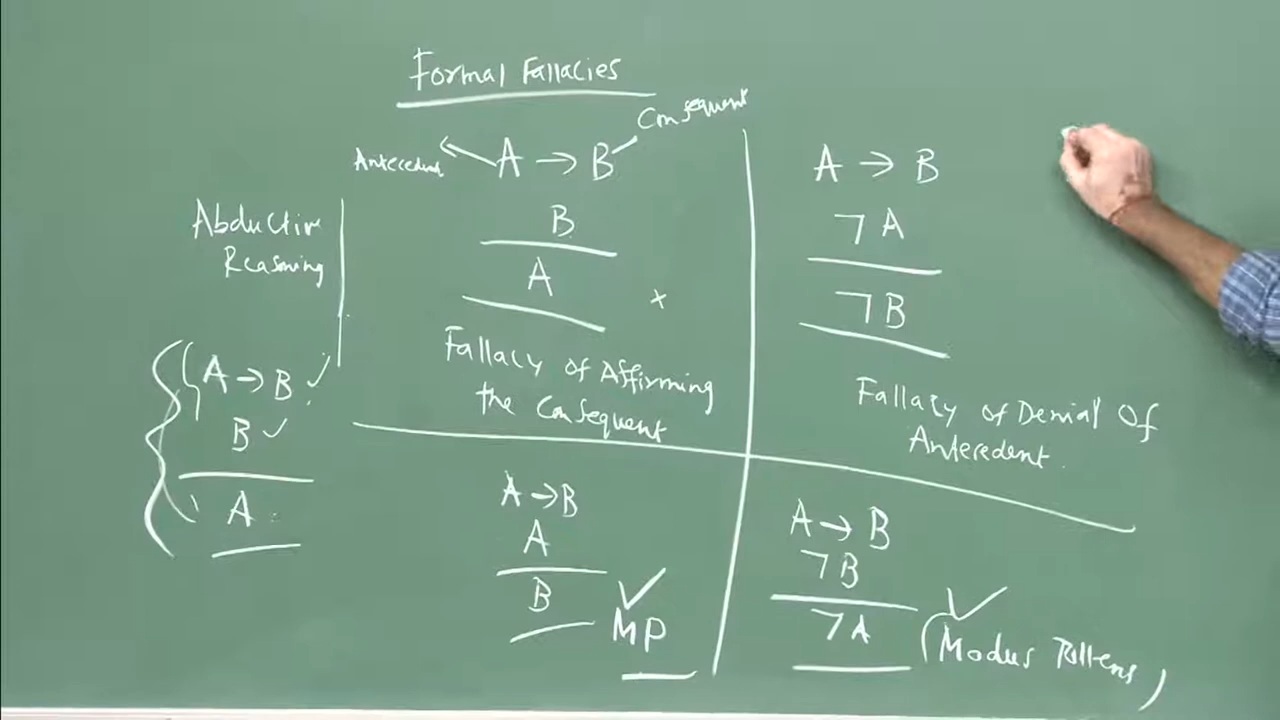 Formal Fallacies
Consequent
Antecedent ← A → B
B
A ×
Fallacy of Affirming
the Consequent
A → B
¬ A
¬ B
Fallacy of Denial Of
Antecedent.
Abductive
Reasoning
A → B ✓
B ✓
A
A → B
A
B ✓
MP
A → B
¬B
¬A ✓
(Modus Tollens)